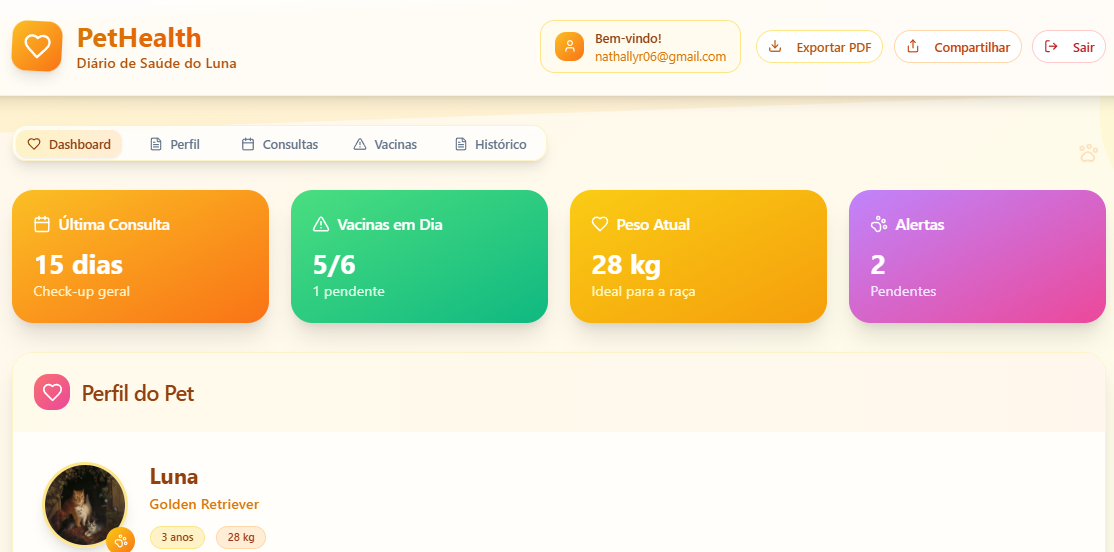 PetHealth
Diário de Saúde do Luna
Bem-vindo!
nathallyr06@gmail.com
Exportar PDF
Compartilhar
Sair
Dashboard
Perfil
Consultas
Vacinas
Histórico
Última Consulta
15 dias
Check-up geral
Vacinas em Dia
5/6
1 pendente
Peso Atual
28 kg
Ideal para a raça
Alertas
2
Pendentes
Perfil do Pet
Luna
Golden Retriever
3 anos
28 kg